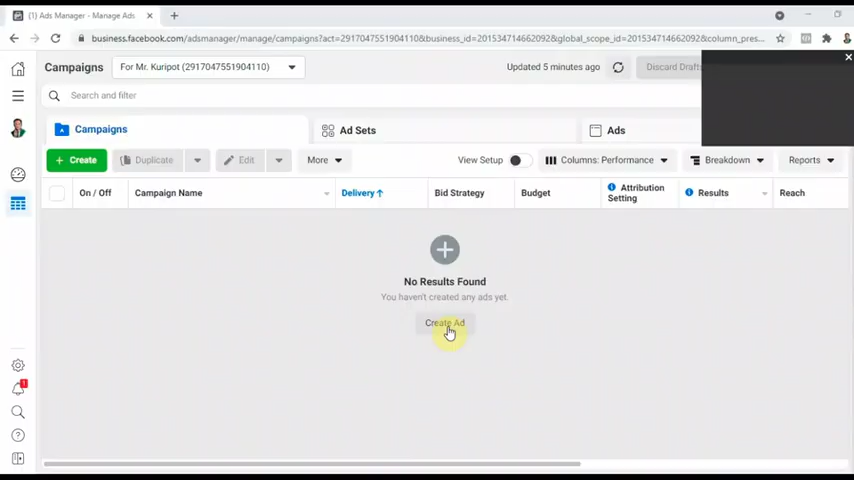 (1) Ads Manager - Manage Ads
business.facebook.com/adsmanager/manage/campaigns?act=2917047551904110&business_id=201534714662092&global_scope_id=201534714662092&column_pres...
Campaigns
For Mr. Kuripot (2917047551904110)
Updated 5 minutes ago
Discard Drafts
Search and filter
Campaigns
Ad Sets
Ads
+ Create
Duplicate
Edit
More
View Setup
Columns: Performance
Breakdown
Reports
On / Off
Campaign Name
Delivery ↑
Bid Strategy
Budget
Attribution
Setting
Results
Reach
No Results Found
You haven't created any ads yet.
Create Ad
1